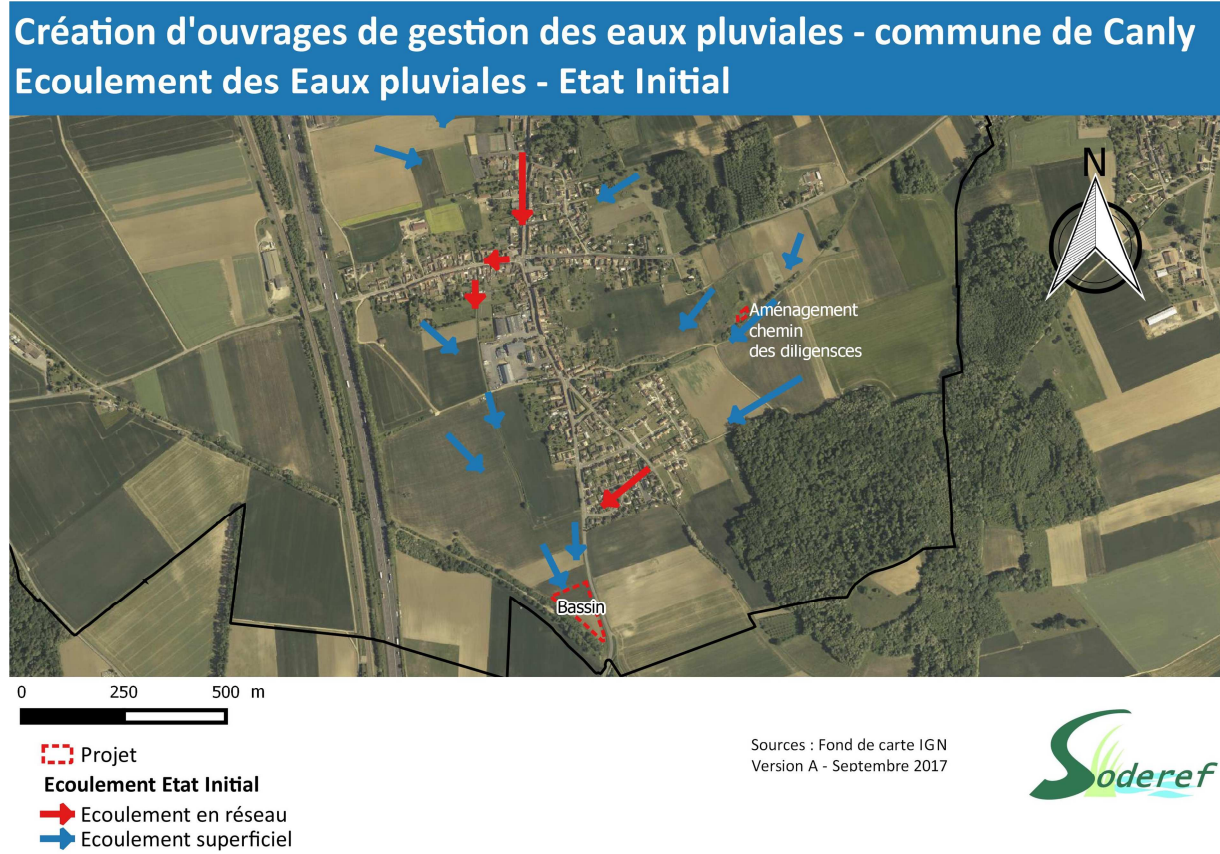 Création d'ouvrages de gestion des eaux pluviales - commune de Canly
Ecoulement des Eaux pluviales - Etat Initial
N
Aménagement
chemin
des diligensces
Bassin
0 250 500 m
Projet
Ecoulement Etat Initial
Ecoulement en réseau
Ecoulement superficiel
Sources : Fond de carte IGN
Version A - Septembre 2017
Soderef